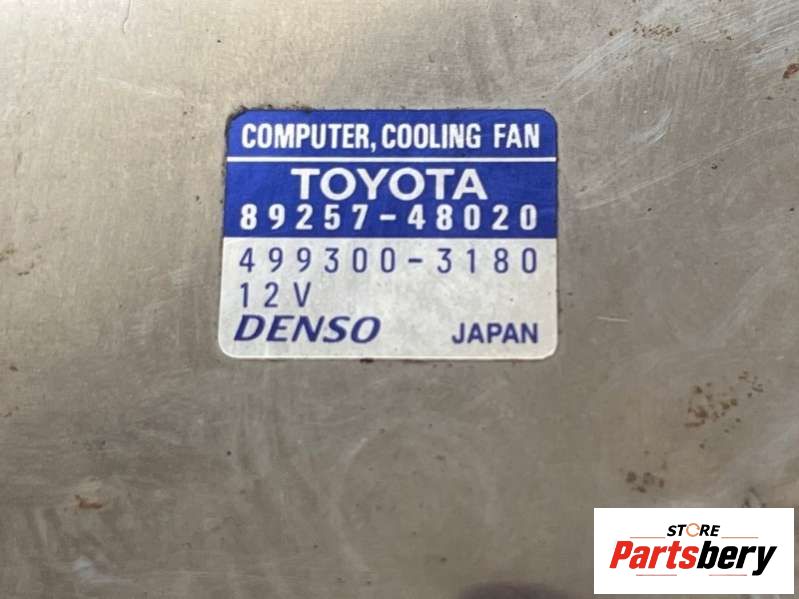 COMPUTER, COOLING FAN
TOYOTA
89257-48020
499300-3180
12V
DENSO JAPAN
STORE
Partsbery